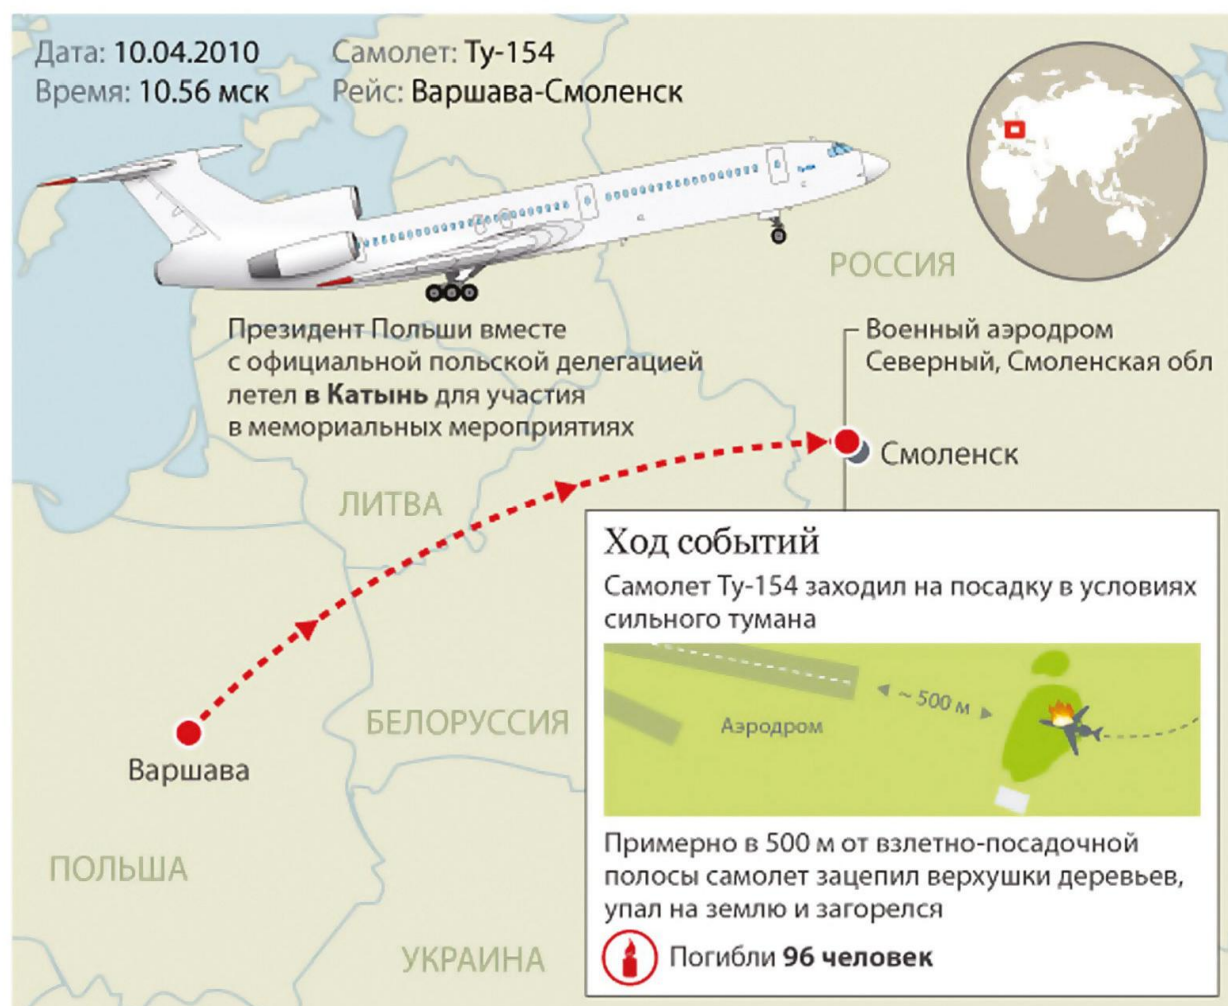 Дата: 10.04.2010
Время: 10.56 мск
Самолет: Ту-154
Рейс: Варшава-Смоленск
Ту-154
РОССИЯ
Президент Польши вместе
с официальной польской делегацией
летел в Катынь для участия
в мемориальных мероприятиях
Военный аэродром
Северный, Смоленская обл
Смоленск
ЛИТВА
БЕЛОРУССИЯ
Варшава
ПОЛЬША
УКРАИНА
Ход событий
Самолет Ту-154 заходил на посадку в условиях
сильного тумана
~ 500 м
Аэродром
Примерно в 500 м от взлетно-посадочной
полосы самолет зацепил верхушки деревьев,
упал на землю и загорелся
Погибли 96 человек